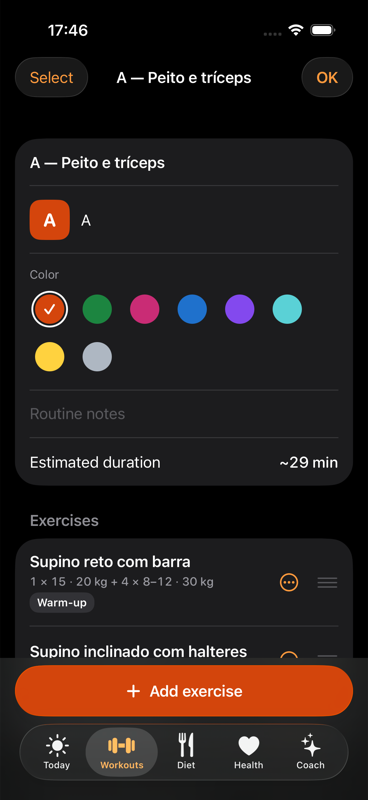 17:46
Select
A — Peito e tríceps
OK
A — Peito e tríceps
A
A
Color
Routine notes
Estimated duration
~29 min
Exercises
Supino reto com barra
1 × 15 · 20 kg + 4 × 8–12 · 30 kg
Warm-up
Supino inclinado com halteres
+ Add exercise
Today
Workouts
Diet
Health
Coach